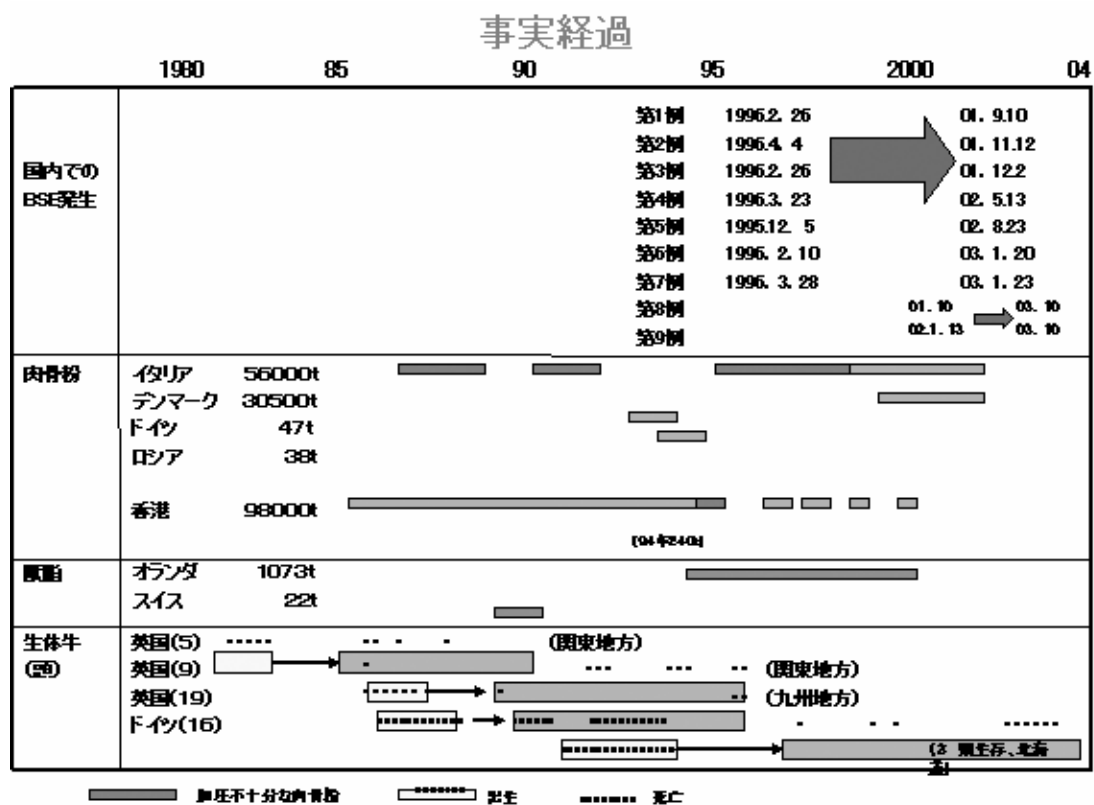 事実経過
1980 85 90 95 2000 04
国内での
BSE発生
第1例 1996.2. 26 01. 9.10
第2例 1996.4. 4 01. 11.12
第3例 1996.2. 26 01. 12.2
第4例 1996.3. 23 02. 5.13
第5例 1995.12. 5 02. 8.23
第6例 1996. 2. 10 03. 1. 20
第7例 1996. 3. 28 03. 1. 23
第8例 01. 10 03. 10
第9例 02.1. 13 03. 10
肉骨粉 イタリア 56000t
デンマーク 30500t
ドイツ 47t
ロシア 38t
香港 98000t
オランダ 1073t
スイス 22t
生体牛 英国(5) (関東地方)
(頭) 英国(9) (関東地方)
英国(19) (九州地方)
ドイツ(16)
加圧不十分な肉骨粉 死亡